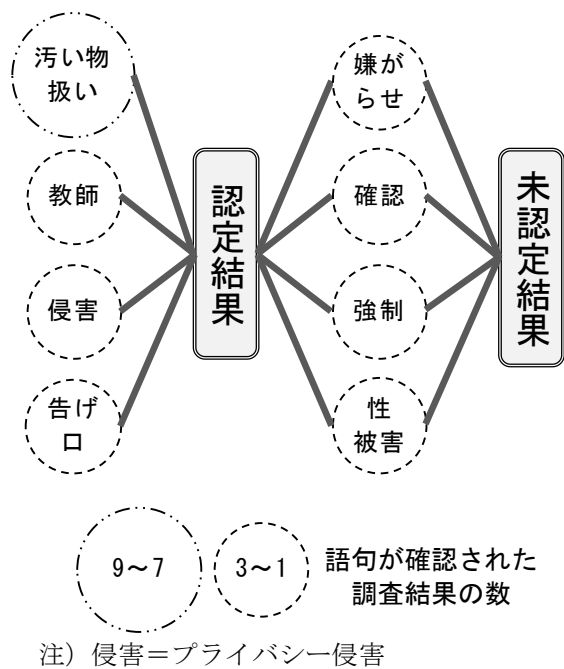 汚い物
扱い
教師
侵害
告げ
口
認定結果
嫌が
らせ
確認
強制
性
被害
未認定結果
9～7
3～1
語句が確認された
調査結果の数
注）侵害＝プライバシー侵害